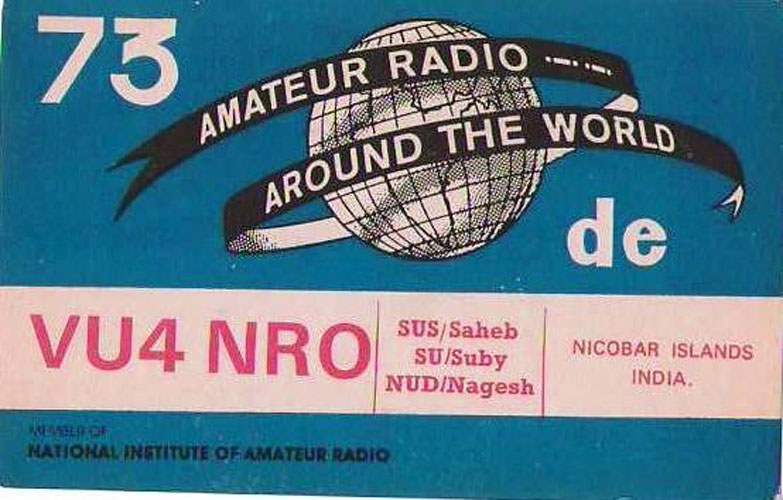 73
AMATEUR RADIO
AROUND THE WORLD
de
VU4 NRO
SUS/Saheb
SU/Suby
NUD/Nagesh
NICOBAR ISLANDS
INDIA.
MEMBER OF
NATIONAL INSTITUTE OF AMATEUR RADIO